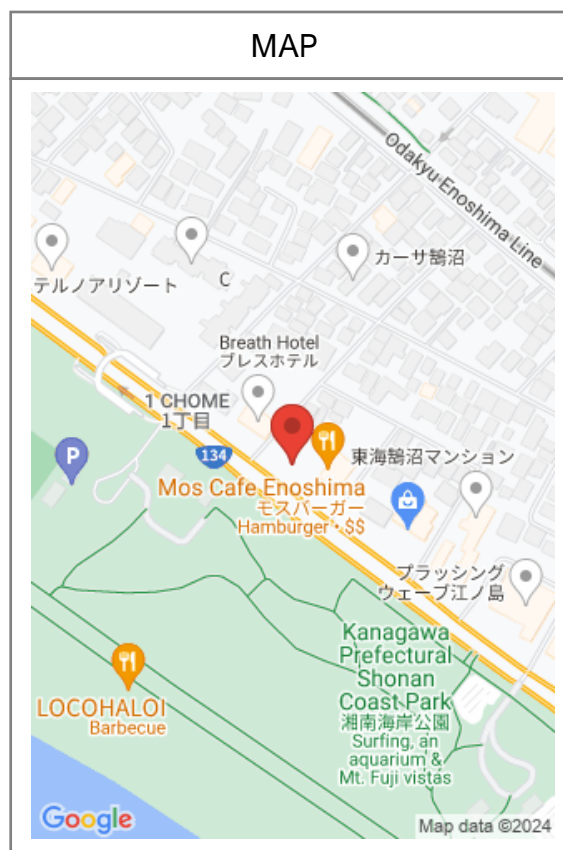 MAP
Odakyu Enoshima Line
カーサ鵠沼
テルノアリゾート
C
Breath Hotel
ブレスホテル
1 CHOME
1丁目
134
P
東海鵠沼マンション
Mos Cafe Enoshima
モスバーガー
Hamburger • $$
プラッシング
ウェーブ江ノ島
Kanagawa
Prefectural
Shonan
Coast Park
湘南海岸公園
Surfing, an
aquarium &
Mt. Fuji vistas
LOCOHALOI
Barbecue
Google
Map data ©2024